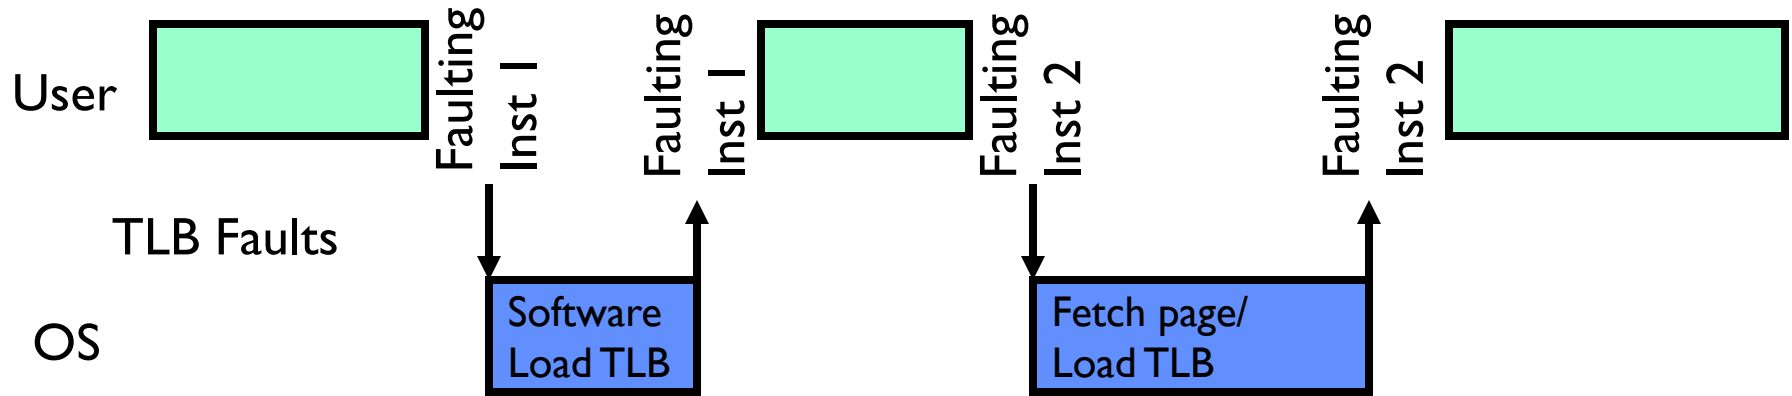 User
Faulting
Inst 1
Faulting
Inst 1
Faulting
Inst 2
Faulting
Inst 2
TLB Faults
OS
Software
Load TLB
Fetch page/
Load TLB